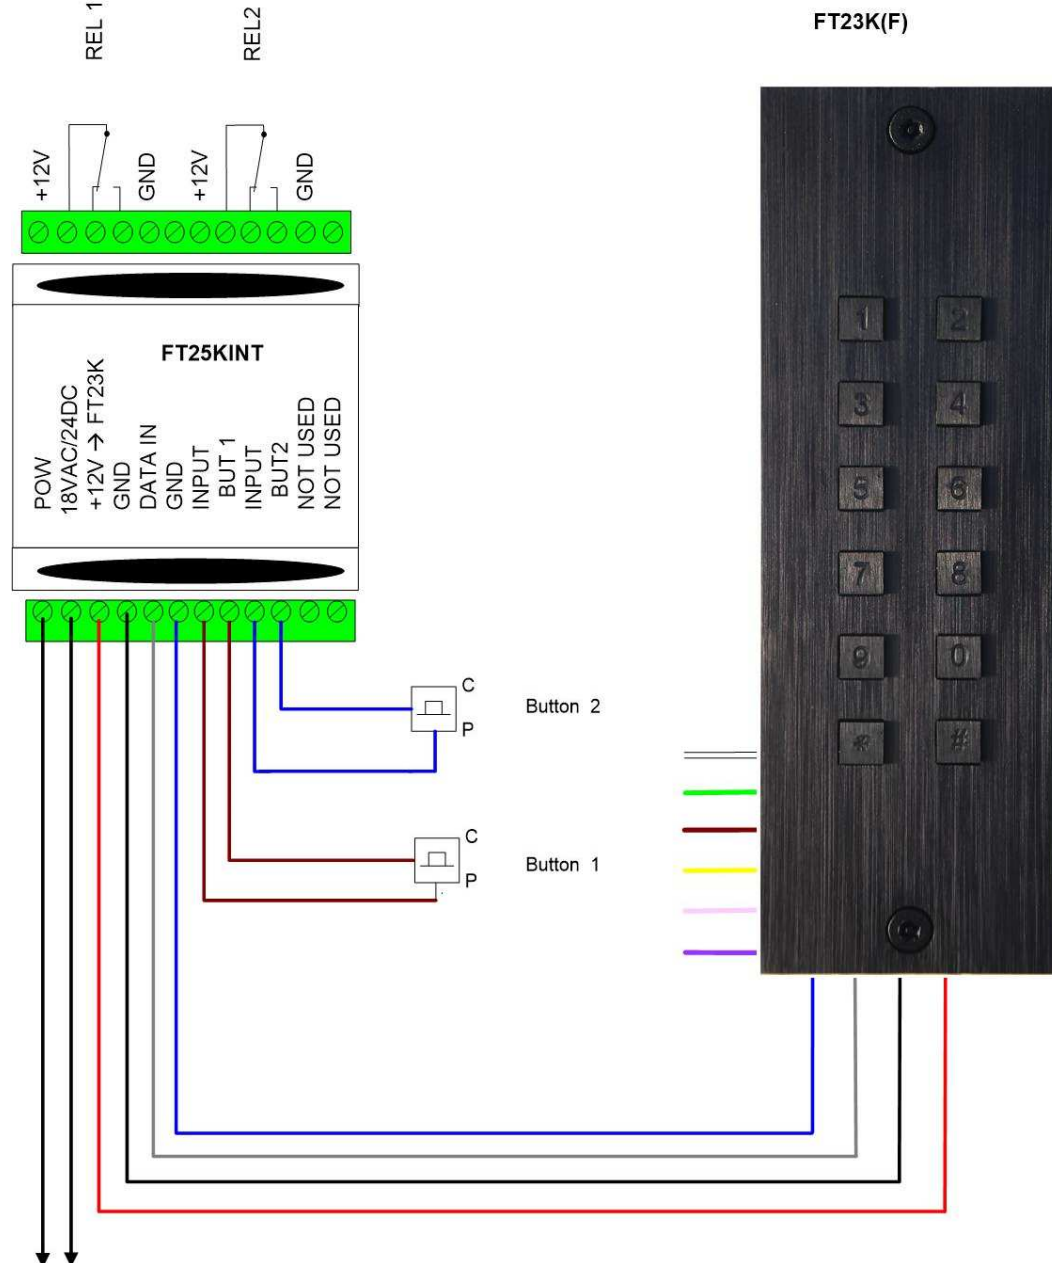 FT23K(F)
REL 1
REL2
+12V
GND
+12V
GND
FT25KINT
POW
18VAC/24DC
+12V → FT23K
GND
DATA IN
GND
INPUT
BUT 1
INPUT
BUT2
NOT USED
NOT USED
C
P
Button 2
C
P
Button 1
1 2
3 4
5 6
7 8
9 0
* #